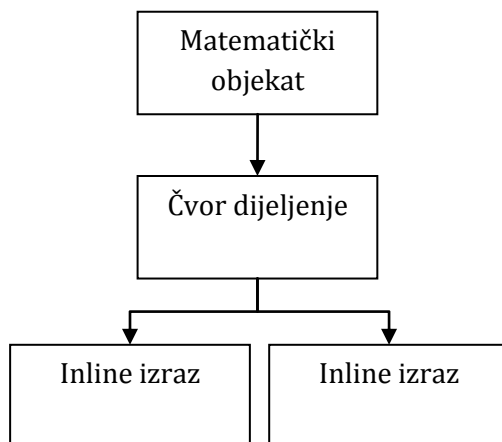 Matematički
objekat
Čvor dijeljenje
Inline izraz
Inline izraz